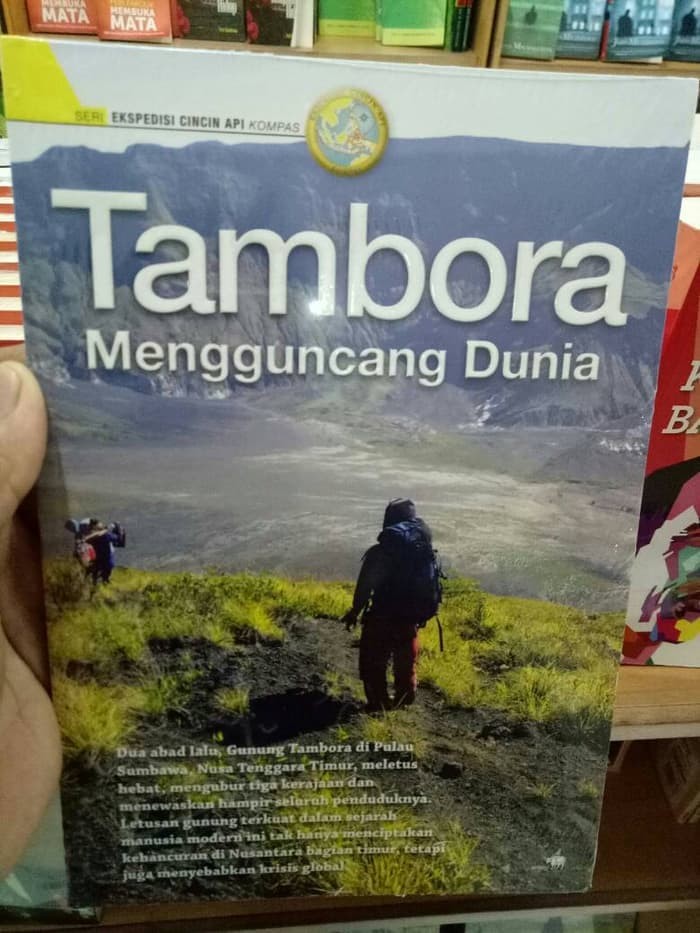 MEMBUKA
MATA
MEMBUKA
MATA
SERI EKSPEDISI CINCIN API KOMPAS
Tambora
Mengguncang Dunia
Dua abad lalu, Gunung Tambora di Pulau
Sumbawa, Nusa Tenggara Timur, meletus
hebat, mengubur tiga kerajaan dan
menewaskan hampir seluruh penduduknya.
Letusan gunung terkuat dalam sejarah
manusia modern ini tak hanya menciptakan
kehancuran di Nusantara bagian timur, tetapi
juga menyebabkan krisis global